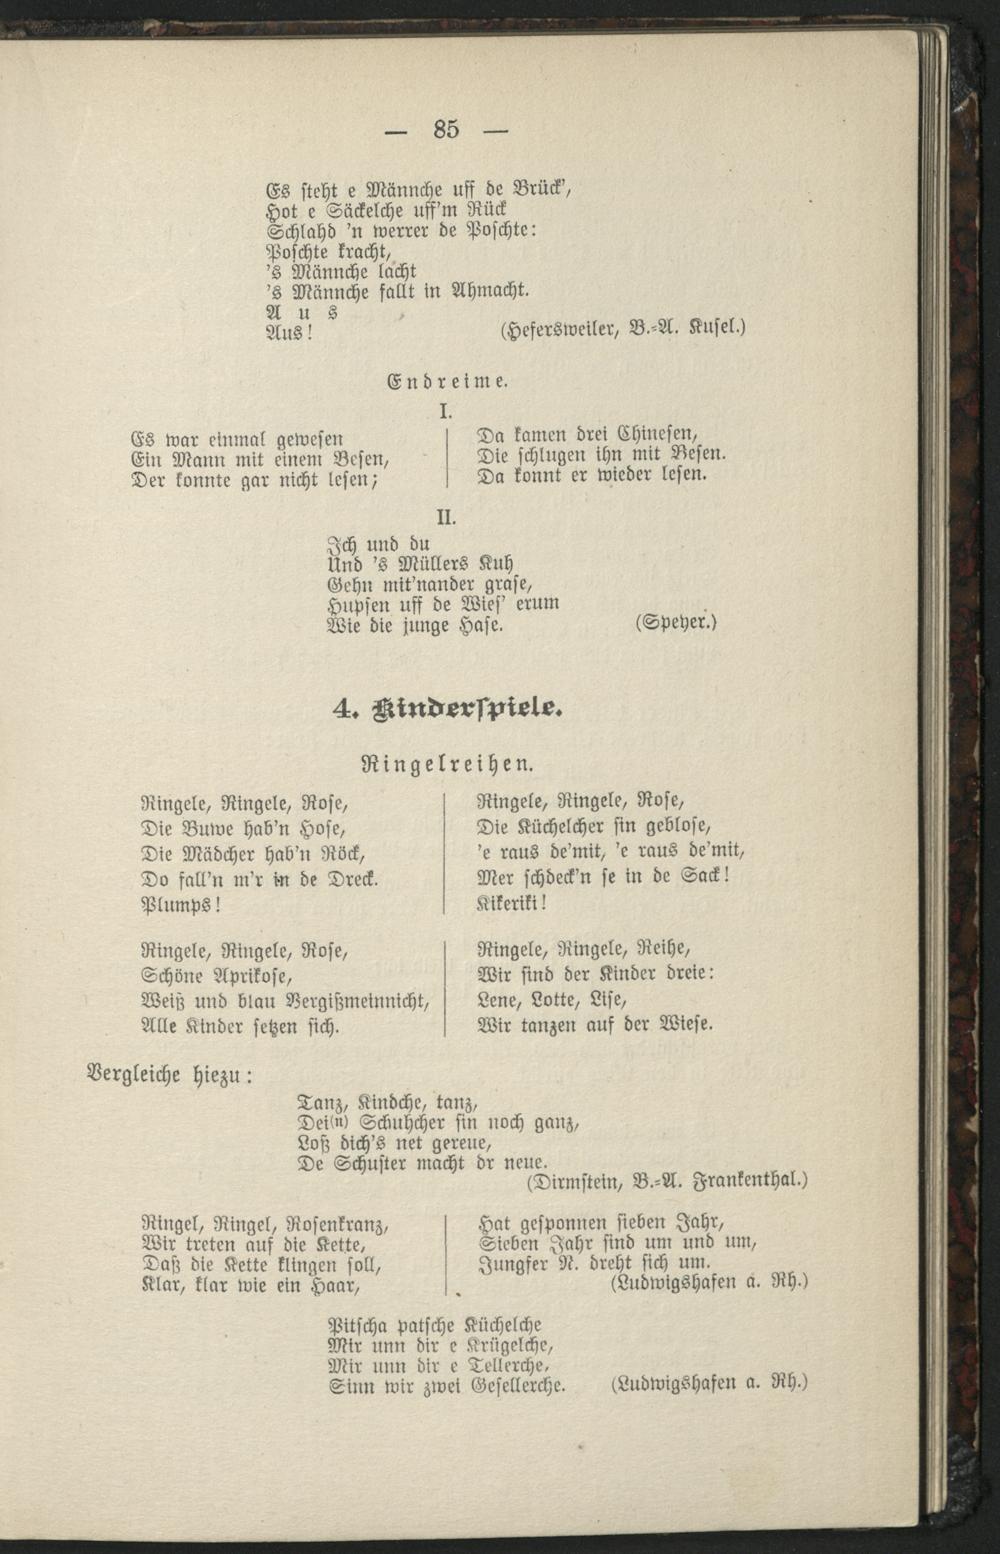 — 85 —
Es steht e Männche uff de Brück',
Hot e Säckelche uff'm Rück
Schlahd 'n werrer de Poschte:
Poschte kracht,
's Männche lacht
's Männche fallt in Ahmacht.
A u s
Aus! (Hefersweiler, B.-A. Kusel.)
Endreime.
I.
Es war einmal gewesen
Ein Mann mit einem Besen,
Der konnte gar nicht lesen;
Da kamen drei Chinesen,
Die schlugen ihn mit Besen.
Da konnt er wieder lesen.
II.
Ich und du
Und 's Müllers Kuh
Gehn mit'nander grase,
Hupsen uff de Wies' erum
Wie die junge Hase. (Speyer.)
4. Kinderspiele.
Ringelreihen.
Ringele, Ringele, Rose,
Die Buwe hab'n Hose,
Die Mädcher hab'n Röck,
Do fall'n m'r in de Dreck.
Plumps!
Ringele, Ringele, Rose,
Die Küchelcher sin geblose,
'e raus de'mit, 'e raus de'mit,
Mer schdeck'n se in de Sack!
Kikeriki!
Ringele, Ringele, Rose,
Schöne Aprikose,
Weiß und blau Vergißmeinnicht,
Alle Kinder setzen sich.
Ringele, Ringele, Reihe,
Wir sind der Kinder dreie:
Lene, Lotte, Lise,
Wir tanzen auf der Wiese.
Vergleiche hiezu:
Tanz, Kindche, tanz,
Dei(n) Schuhcher sin noch ganz,
Loß dich's net gereue,
De Schuster macht dr neue.
(Dirmstein, B.-A. Frankenthal.)
Ringel, Ringel, Rosenkranz,
Wir treten auf die Kette,
Daß die Kette klingen soll,
Klar, klar wie ein Haar,
Hat gesponnen sieben Jahr,
Sieben Jahr sind um und um,
Jungfer N. dreht sich um.
(Ludwigshafen a. Rh.)
Pitscha patsche Küchelche
Mir unn dir e Krügelche,
Mir unn dir e Tellerche,
Sinn wir zwei Gesellerche. (Ludwigshafen a. Rh.)